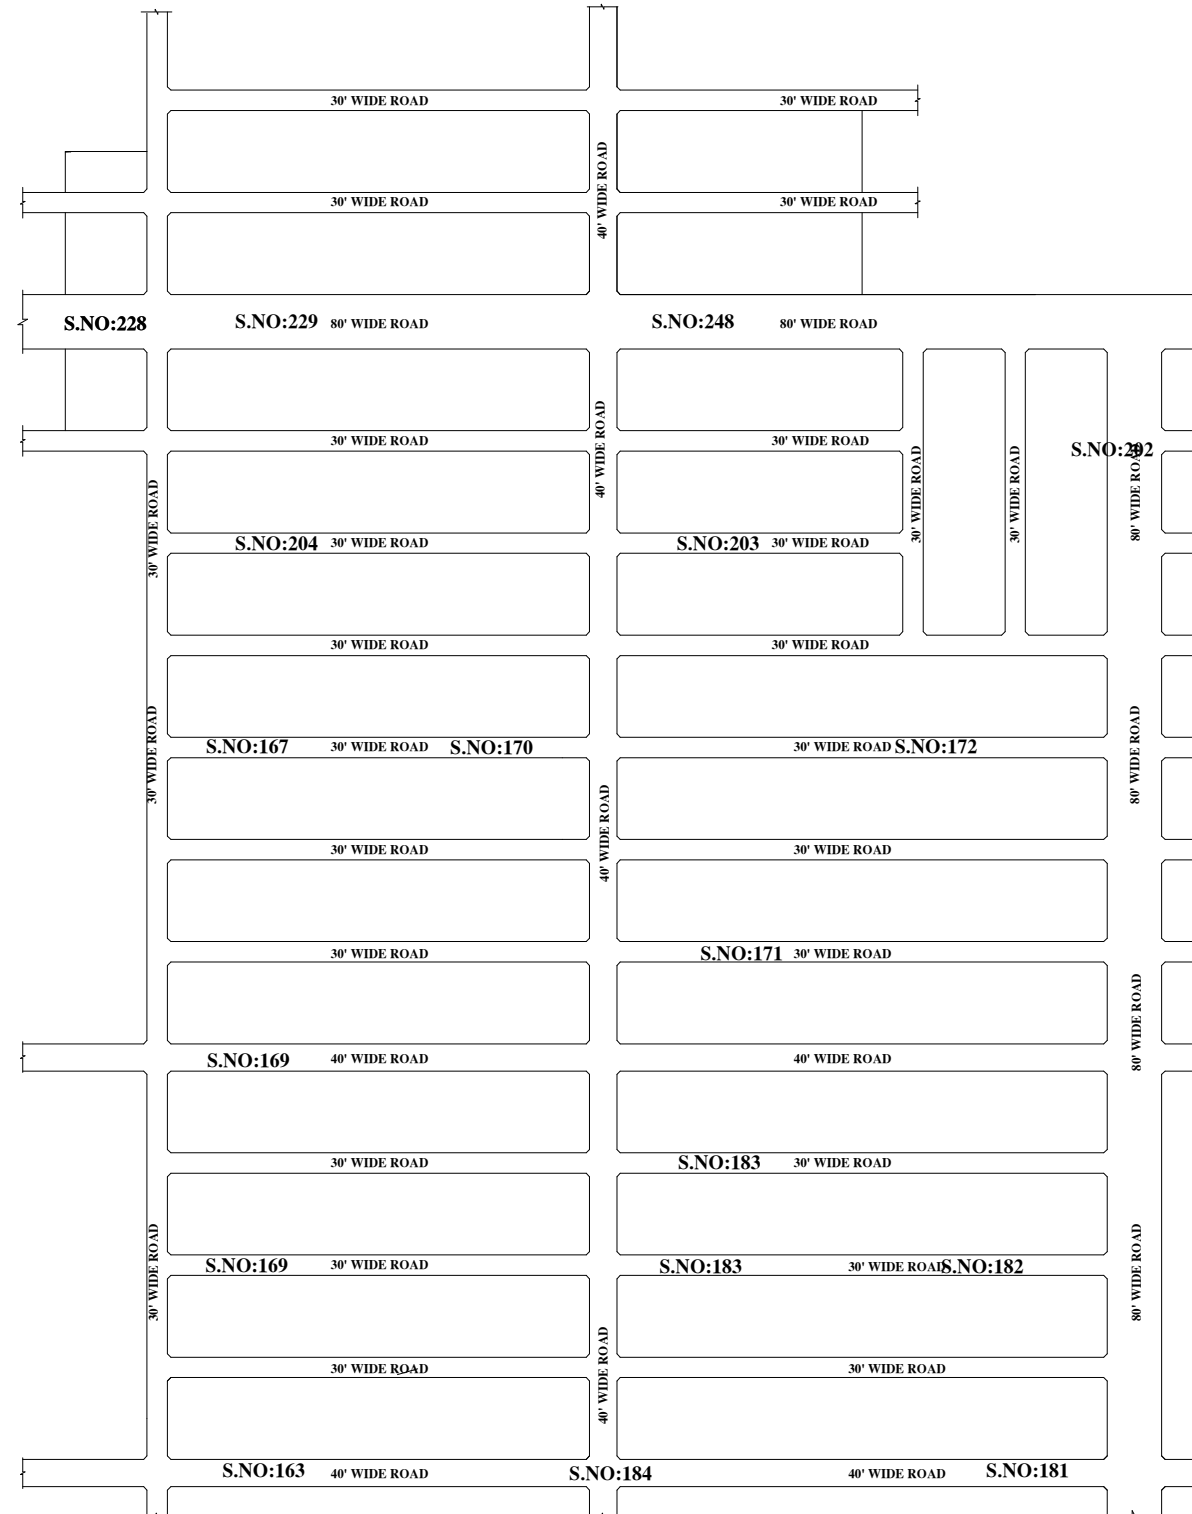 30' WIDE ROAD 30' WIDE ROAD
40' WIDE ROAD
30' WIDE ROAD 30' WIDE ROAD
S.NO:228 S.NO:229 80' WIDE ROAD S.NO:248 80' WIDE ROAD
40' WIDE ROAD
30' WIDE ROAD 30' WIDE ROAD
S.NO:202
30' WIDE ROAD
30' WIDE ROAD
30' WIDE ROAD
80' WIDE ROAD
S.NO:204 30' WIDE ROAD S.NO:203 30' WIDE ROAD
30' WIDE ROAD 30' WIDE ROAD
30' WIDE ROAD
80' WIDE ROAD
S.NO:167 30' WIDE ROAD S.NO:170 30' WIDE ROAD S.NO:172
40' WIDE ROAD
30' WIDE ROAD 30' WIDE ROAD
30' WIDE ROAD S.NO:171 30' WIDE ROAD
80' WIDE ROAD
S.NO:169 40' WIDE ROAD 40' WIDE ROAD
30' WIDE ROAD S.NO:183 30' WIDE ROAD
30' WIDE ROAD
80' WIDE ROAD
S.NO:169 30' WIDE ROAD S.NO:183 30' WIDE ROAD S.NO:182
30' WIDE ROAD 30' WIDE ROAD
40' WIDE ROAD
S.NO:163 40' WIDE ROAD S.NO:184 40' WIDE ROAD S.NO:181